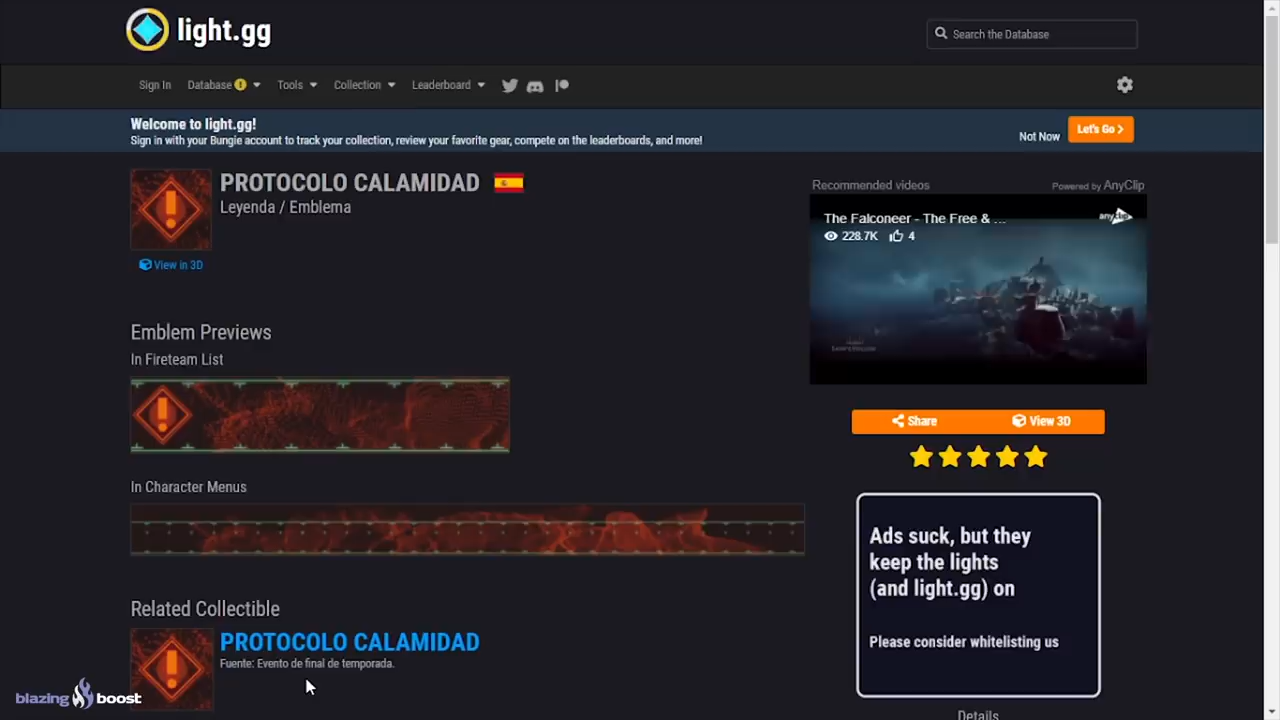 light.gg
Search the Database
Sign In
Database
Tools
Collection
Leaderboard
Welcome to light.gg!
Sign in with your Bungie account to track your collection, review your favorite gear, compete on the leaderboards, and more!
Not Now
Let's Go
PROTOCOLO CALAMIDAD
Leyenda / Emblema
View in 3D
Recommended videos
Powered by AnyClip
The Falconeer - The Free & ...
228.7K
4
anyclip
Emblem Previews
In Fireteam List
In Character Menus
Share
View 3D
Ads suck, but they
keep the lights
(and light.gg) on
Please consider whitelisting us
Related Collectible
PROTOCOLO CALAMIDAD
Fuente: Evento de final de temporada.
Details
blazing boost